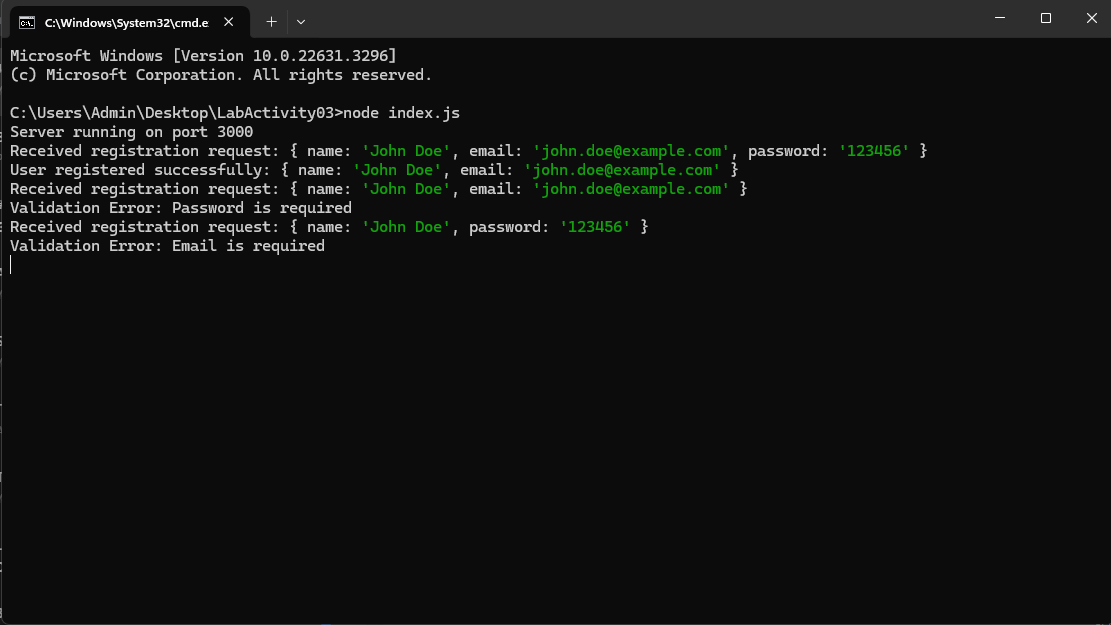 C:\Windows\System32\cmd.e
Microsoft Windows [Version 10.0.22631.3296]
(c) Microsoft Corporation. All rights reserved.
C:\Users\Admin\Desktop\LabActivity03>node index.js
Server running on port 3000
Received registration request: { name: 'John Doe', email: 'john.doe@example.com', password: '123456' }
User registered successfully: { name: 'John Doe', email: 'john.doe@example.com' }
Received registration request: { name: 'John Doe', email: 'john.doe@example.com' }
Validation Error: Password is required
Received registration request: { name: 'John Doe', password: '123456' }
Validation Error: Email is required